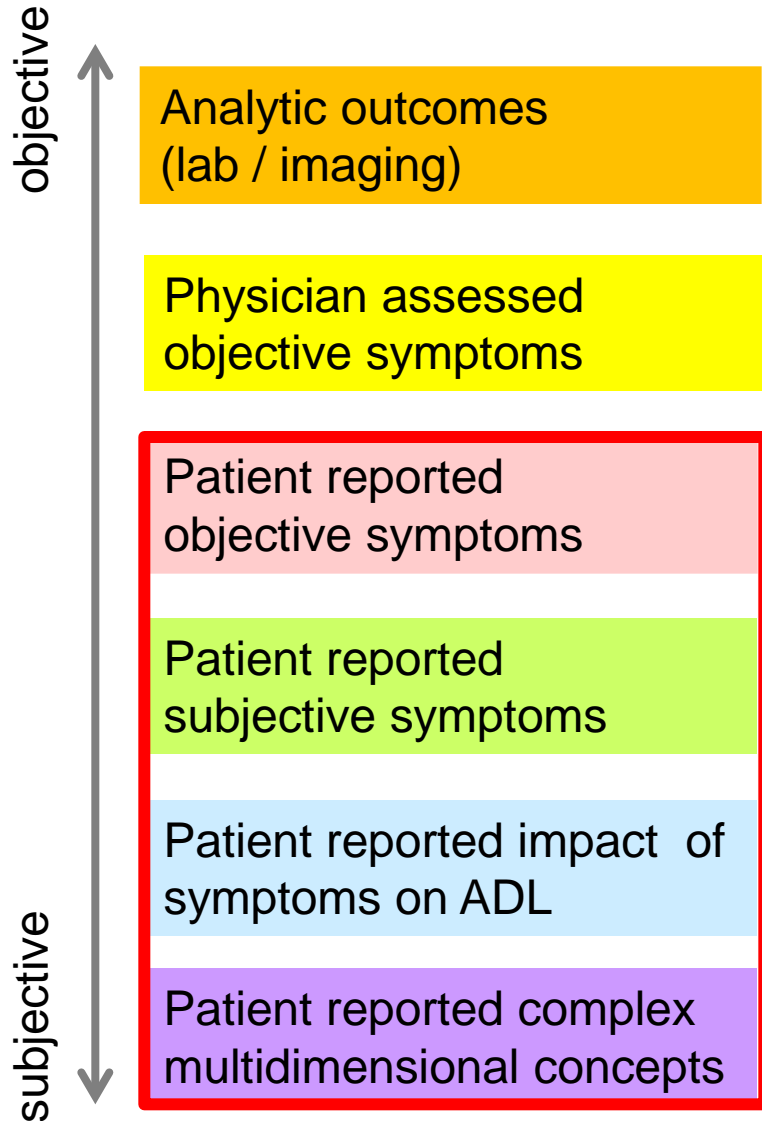 objective
Analytic outcomes
(lab / imaging)
Physician assessed
objective symptoms
Patient reported
objective symptoms
Patient reported
subjective symptoms
Patient reported impact  of
symptoms on ADL
Patient reported complex
multidimensional concepts
subjective